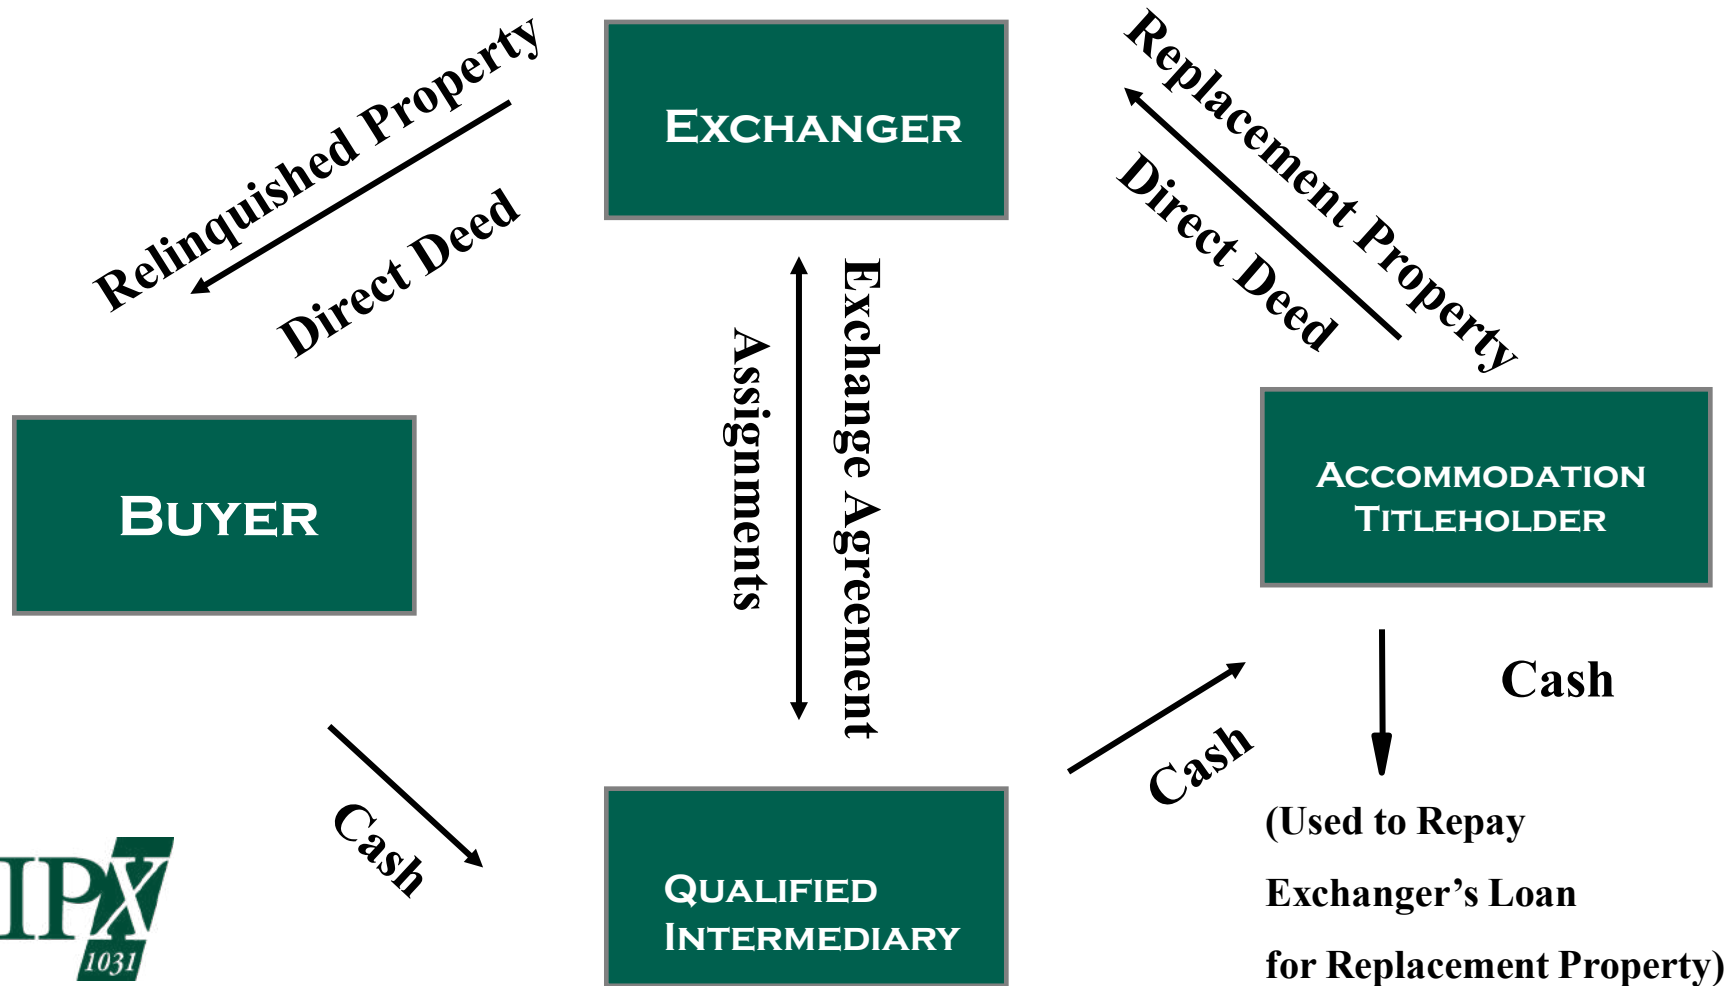 Relinquished Property
Direct Deed
EXCHANGER
Replacement Property
Direct Deed
Exchange Agreement
Assignments
BUYER
ACCOMMODATION
TITLEHOLDER
Cash
Cash
Cash
QUALIFIED
INTERMEDIARY
(Used to Repay
Exchanger’s Loan
for Replacement Property)
IPX
1031